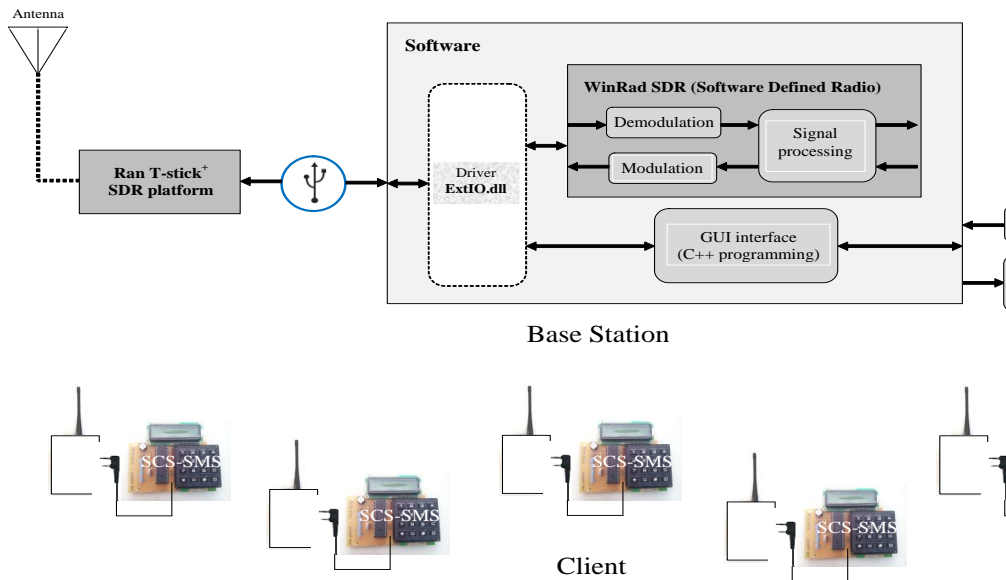 Antenna
Software
WinRad SDR (Software Defined Radio)
Demodulation
Signal
processing
Modulation
Ran T-stick+
SDR platform
Driver
ExtIO.dll
GUI interface
(C++ programming)
Base Station
SCS-SMS
SCS-SMS
SCS-SMS
SCS-SMS
Client